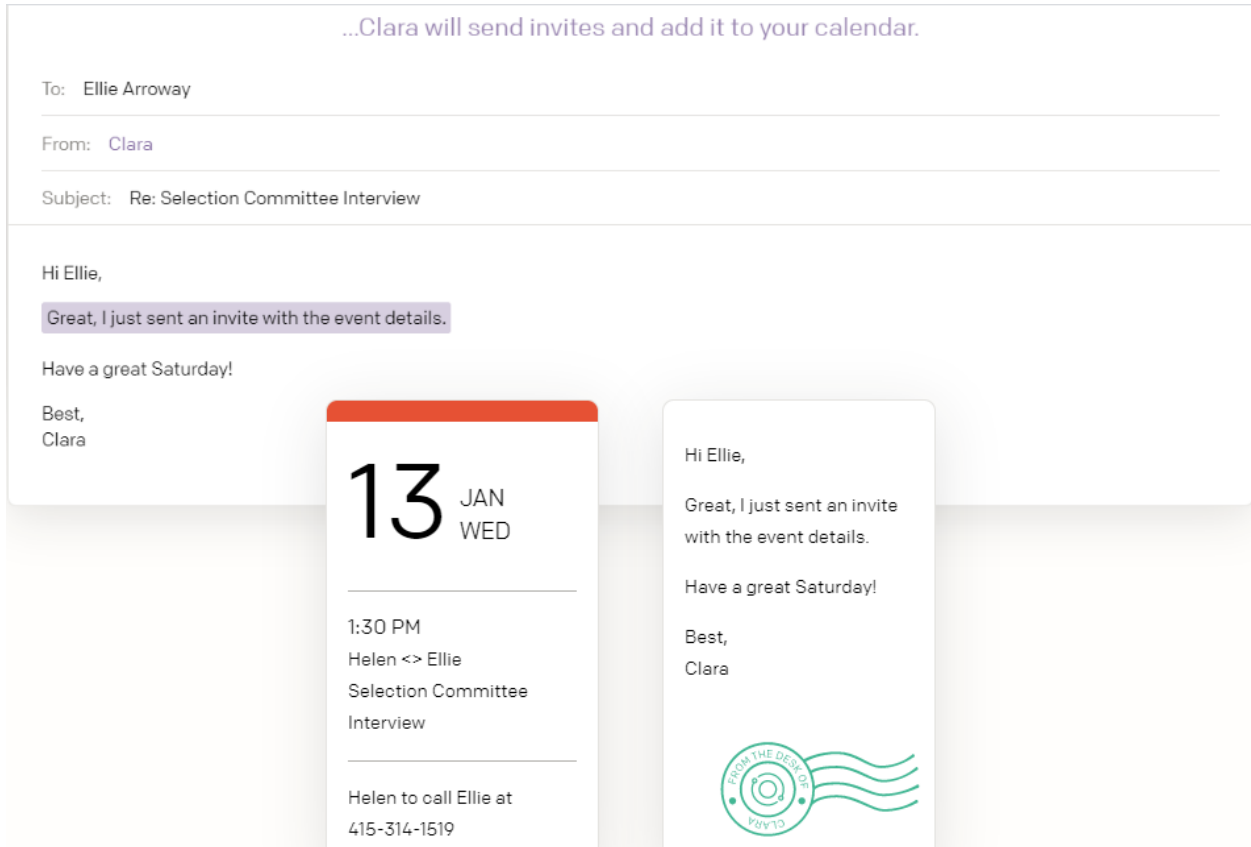 ...Clara will send invites and add it to your calendar.
To: Ellie Arroway
From: Clara
Subject: Re: Selection Committee Interview
Hi Ellie,
Great, I just sent an invite with the event details.
Have a great Saturday!
Best,
Clara
13 JAN
WED
1:30 PM
Helen <> Ellie
Selection Committee
Interview
Helen to call Ellie at
415-314-1519
Hi Ellie,
Great, I just sent an invite
with the event details.
Have a great Saturday!
Best,
Clara
FROM THE DESK OF
CLARA